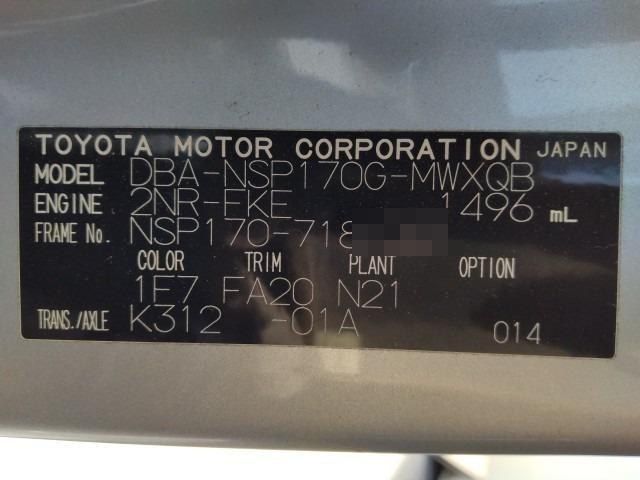 TOYOTA MOTOR CORPORATION JAPAN
MODEL DBA-NSP170G-MWXQB
ENGINE 2NR-FKE 1496 mL
FRAME No. NSP170-718
COLOR TRIM PLANT OPTION
1F7 FA20 N21
TRANS./AXLE K312 -01A 014